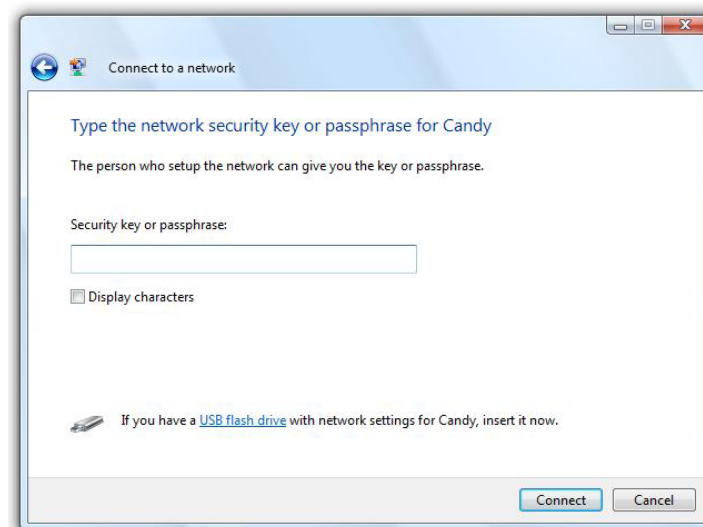 Connect to a network
Type the network security key or passphrase for Candy
The person who setup the network can give you the key or passphrase.
Security key or passphrase:
Display characters
If you have a USB flash drive with network settings for Candy, insert it now.
Connect
Cancel